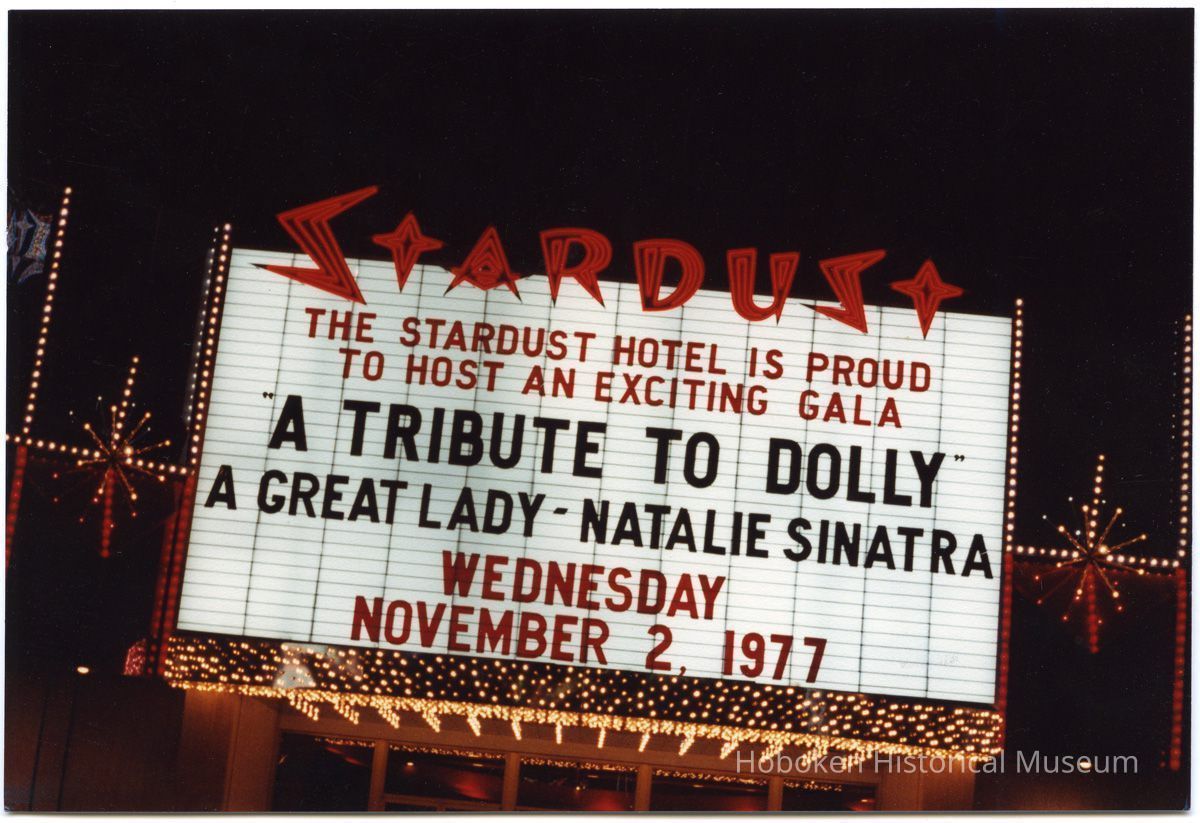 STARDUST
THE STARDUST HOTEL IS PROUD
TO HOST AN EXCITING GALA
"A TRIBUTE TO DOLLY"
A GREAT LADY - NATALIE SINATRA
WEDNESDAY
NOVEMBER 2, 1977
Hoboken Historical Museum